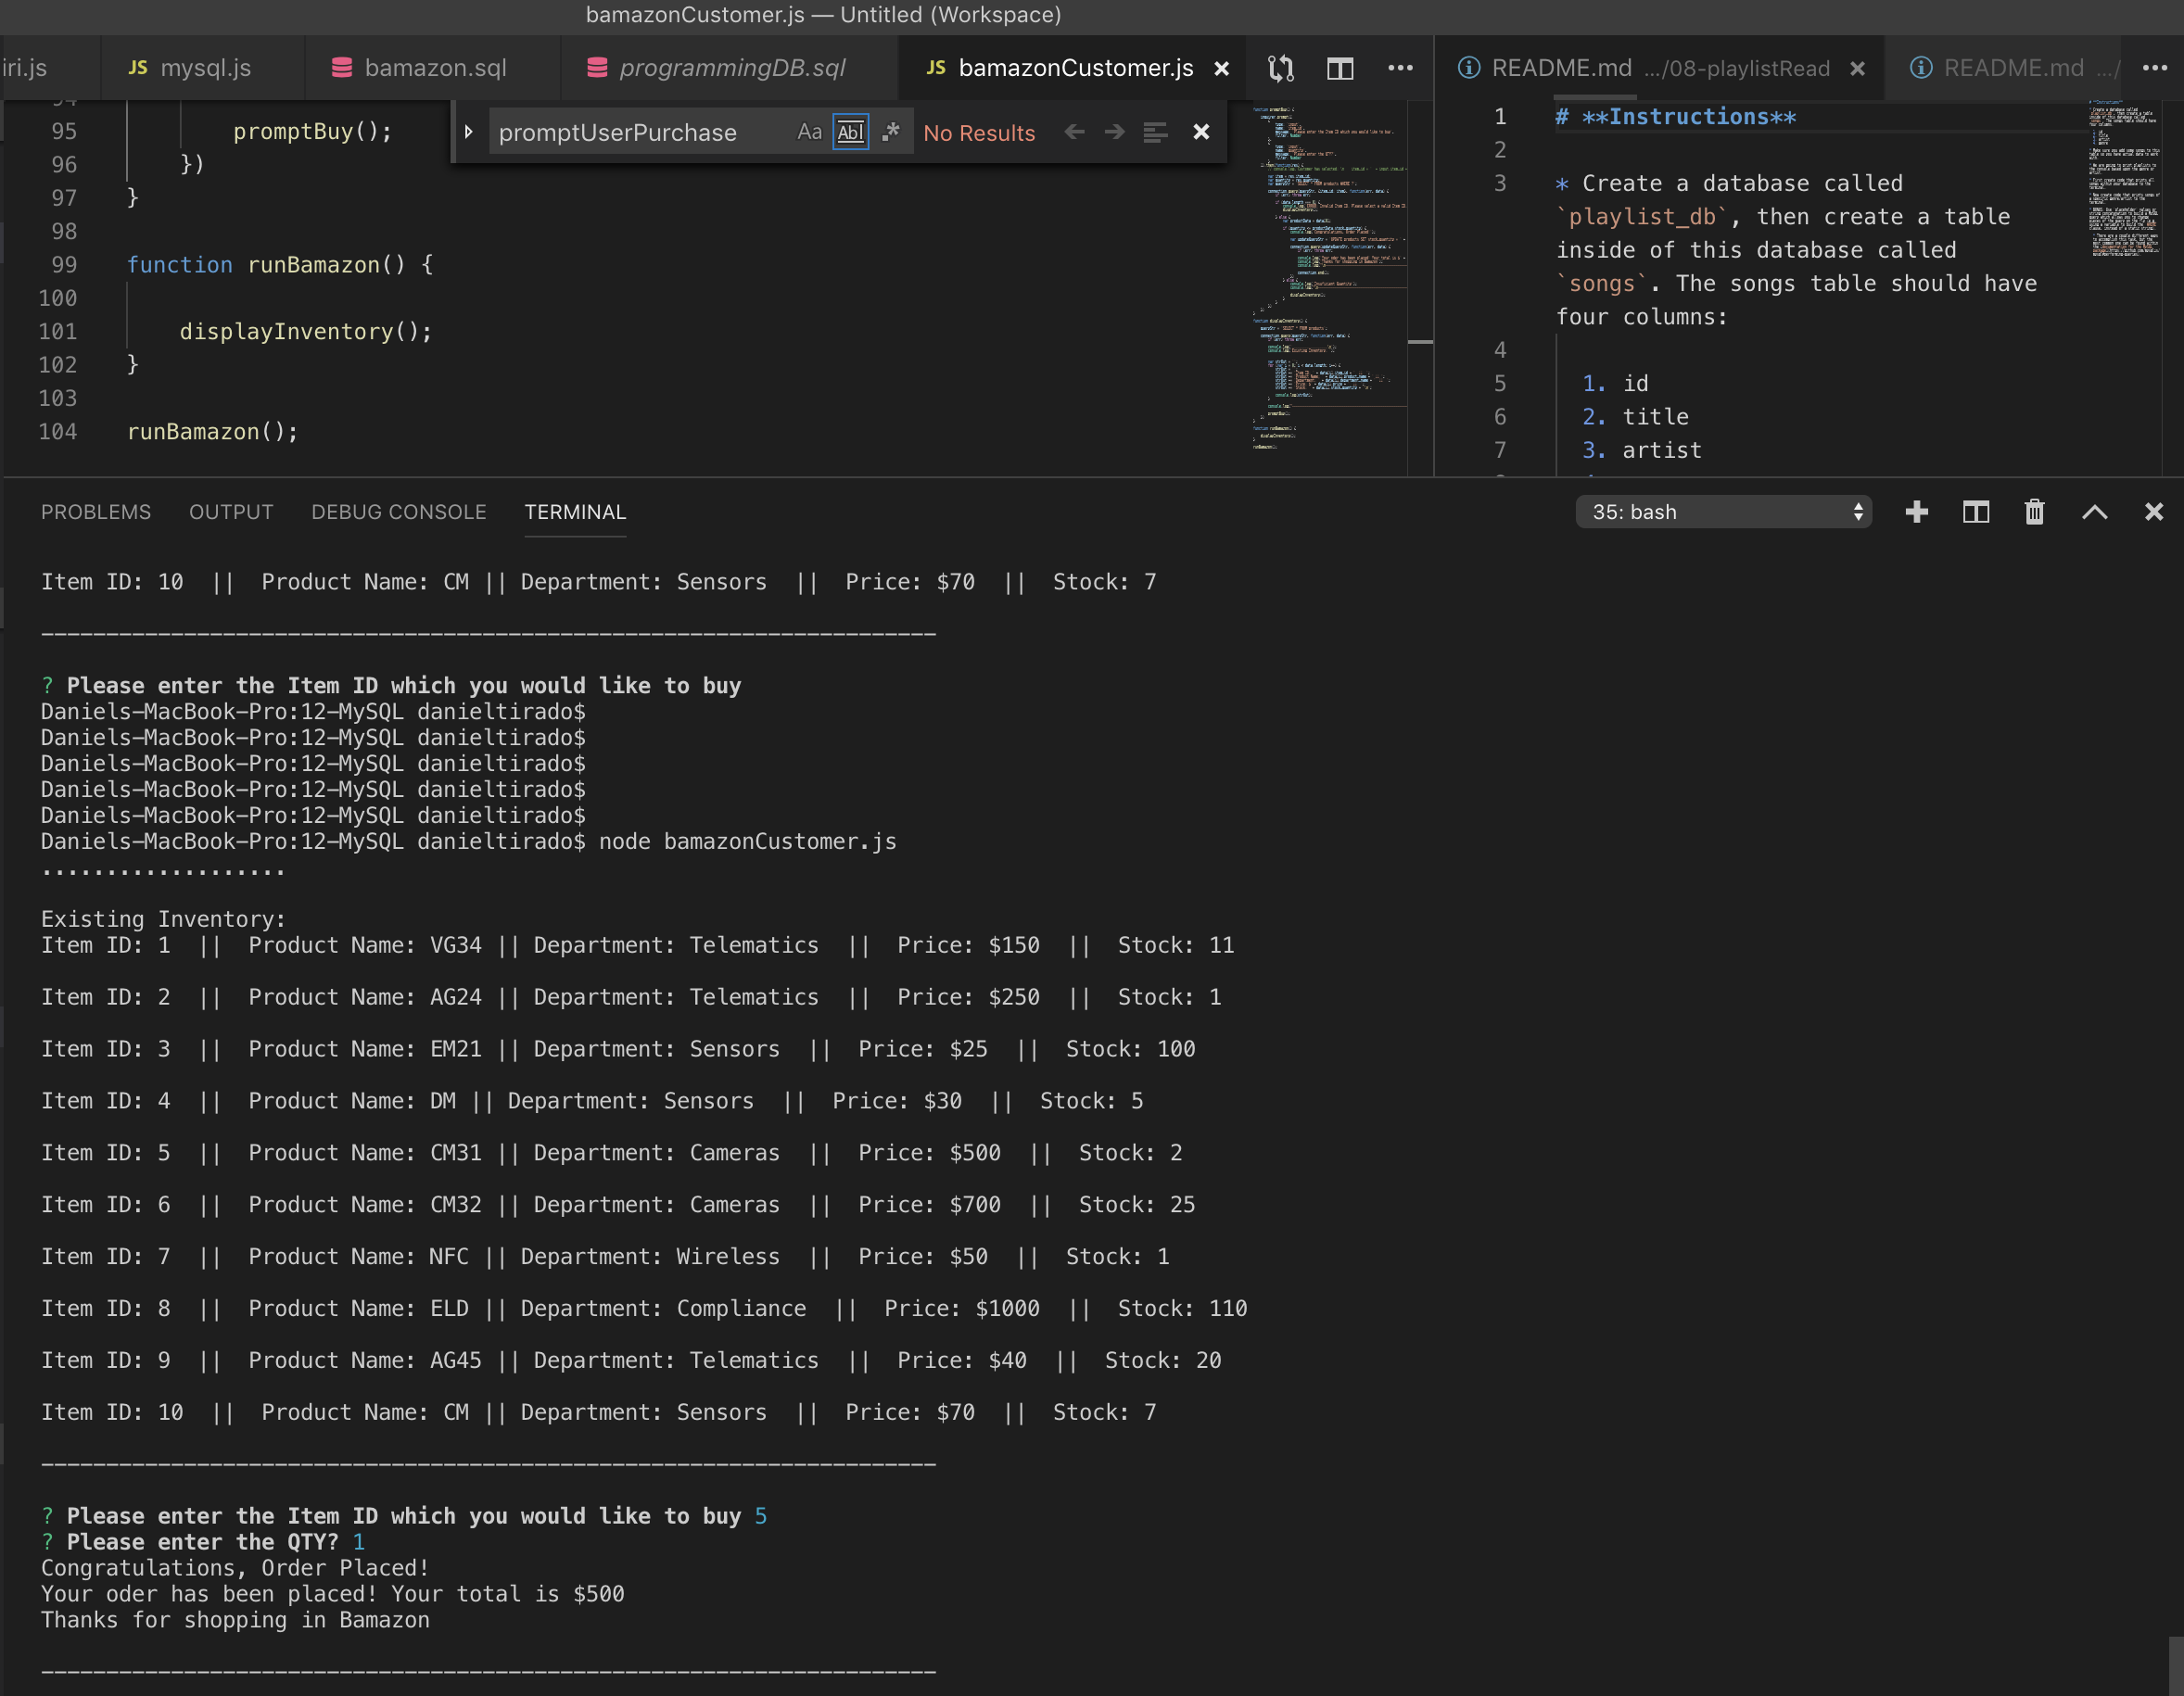 bamazonCustomer.js — Untitled (Workspace)
iri.js
JS mysql.js
bamazon.sql
programmingDB.sql
JS bamazonCustomer.js
README.md .../08-playlistRead
README.md .../
promptUserPurchase Aa Abl .* No Results
95 promptBuy();
96 })
97 }
98
99 function runBamazon() {
100
101 displayInventory();
102 }
103
104 runBamazon();
1 # **Instructions**
2
3 * Create a database called
`playlist_db`, then create a table
inside of this database called
`songs`. The songs table should have
four columns:
4
5 1. id
6 2. title
7 3. artist
PROBLEMS OUTPUT DEBUG CONSOLE TERMINAL
35: bash
Item ID: 10 || Product Name: CM || Department: Sensors || Price: $70 || Stock: 7
---------------------------------------------------------------------
? Please enter the Item ID which you would like to buy
Daniels-MacBook-Pro:12-MySQL danieltirado$
Daniels-MacBook-Pro:12-MySQL danieltirado$
Daniels-MacBook-Pro:12-MySQL danieltirado$
Daniels-MacBook-Pro:12-MySQL danieltirado$
Daniels-MacBook-Pro:12-MySQL danieltirado$
Daniels-MacBook-Pro:12-MySQL danieltirado$ node bamazonCustomer.js
...................
Existing Inventory:
Item ID: 1 || Product Name: VG34 || Department: Telematics || Price: $150 || Stock: 11
Item ID: 2 || Product Name: AG24 || Department: Telematics || Price: $250 || Stock: 1
Item ID: 3 || Product Name: EM21 || Department: Sensors || Price: $25 || Stock: 100
Item ID: 4 || Product Name: DM || Department: Sensors || Price: $30 || Stock: 5
Item ID: 5 || Product Name: CM31 || Department: Cameras || Price: $500 || Stock: 2
Item ID: 6 || Product Name: CM32 || Department: Cameras || Price: $700 || Stock: 25
Item ID: 7 || Product Name: NFC || Department: Wireless || Price: $50 || Stock: 1
Item ID: 8 || Product Name: ELD || Department: Compliance || Price: $1000 || Stock: 110
Item ID: 9 || Product Name: AG45 || Department: Telematics || Price: $40 || Stock: 20
Item ID: 10 || Product Name: CM || Department: Sensors || Price: $70 || Stock: 7
---------------------------------------------------------------------
? Please enter the Item ID which you would like to buy 5
? Please enter the QTY? 1
Congratulations, Order Placed!
Your oder has been placed! Your total is $500
Thanks for shopping in Bamazon
---------------------------------------------------------------------